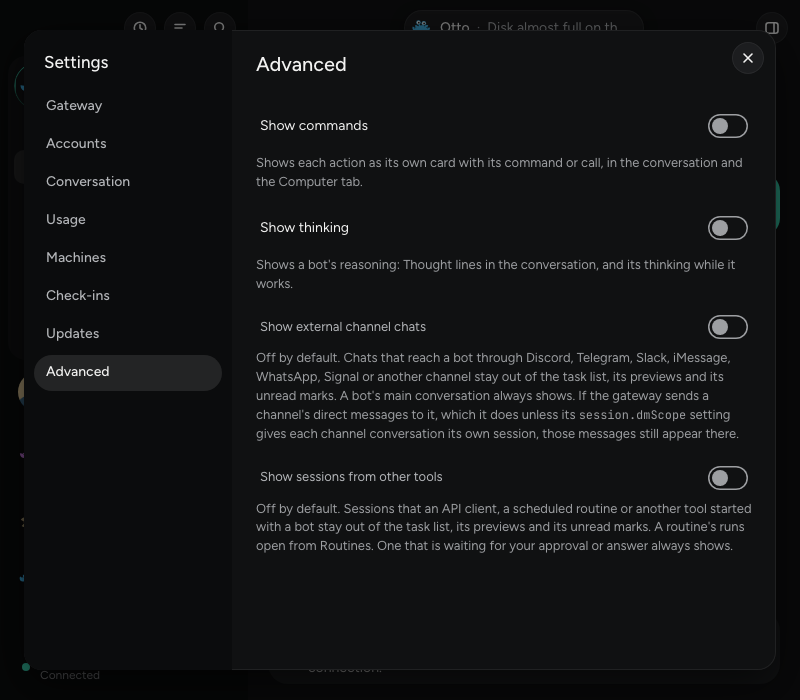 Otto · Disk almost full on th
Settings
Gateway
Accounts
Conversation
Usage
Machines
Check-ins
Updates
Advanced
Advanced
Show commands
Shows each action as its own card with its command or call, in the conversation and
the Computer tab.
Show thinking
Shows a bot's reasoning: Thought lines in the conversation, and its thinking while it
works.
Show external channel chats
Off by default. Chats that reach a bot through Discord, Telegram, Slack, iMessage,
WhatsApp, Signal or another channel stay out of the task list, its previews and its
unread marks. A bot's main conversation always shows. If the gateway sends a
channel's direct messages to it, which it does unless its session.dmScope setting
gives each channel conversation its own session, those messages still appear there.
Show sessions from other tools
Off by default. Sessions that an API client, a scheduled routine or another tool started
with a bot stay out of the task list, its previews and its unread marks. A routine's runs
open from Routines. One that is waiting for your approval or answer always shows.
Connected